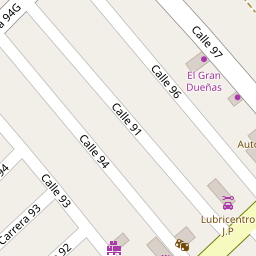 94G
Calle 97
El Gran
Dueñas
Calle 96
Calle 91
Auto
Calle 94
94
Calle 93
Carrera 93
Lubricentro
J.P
92